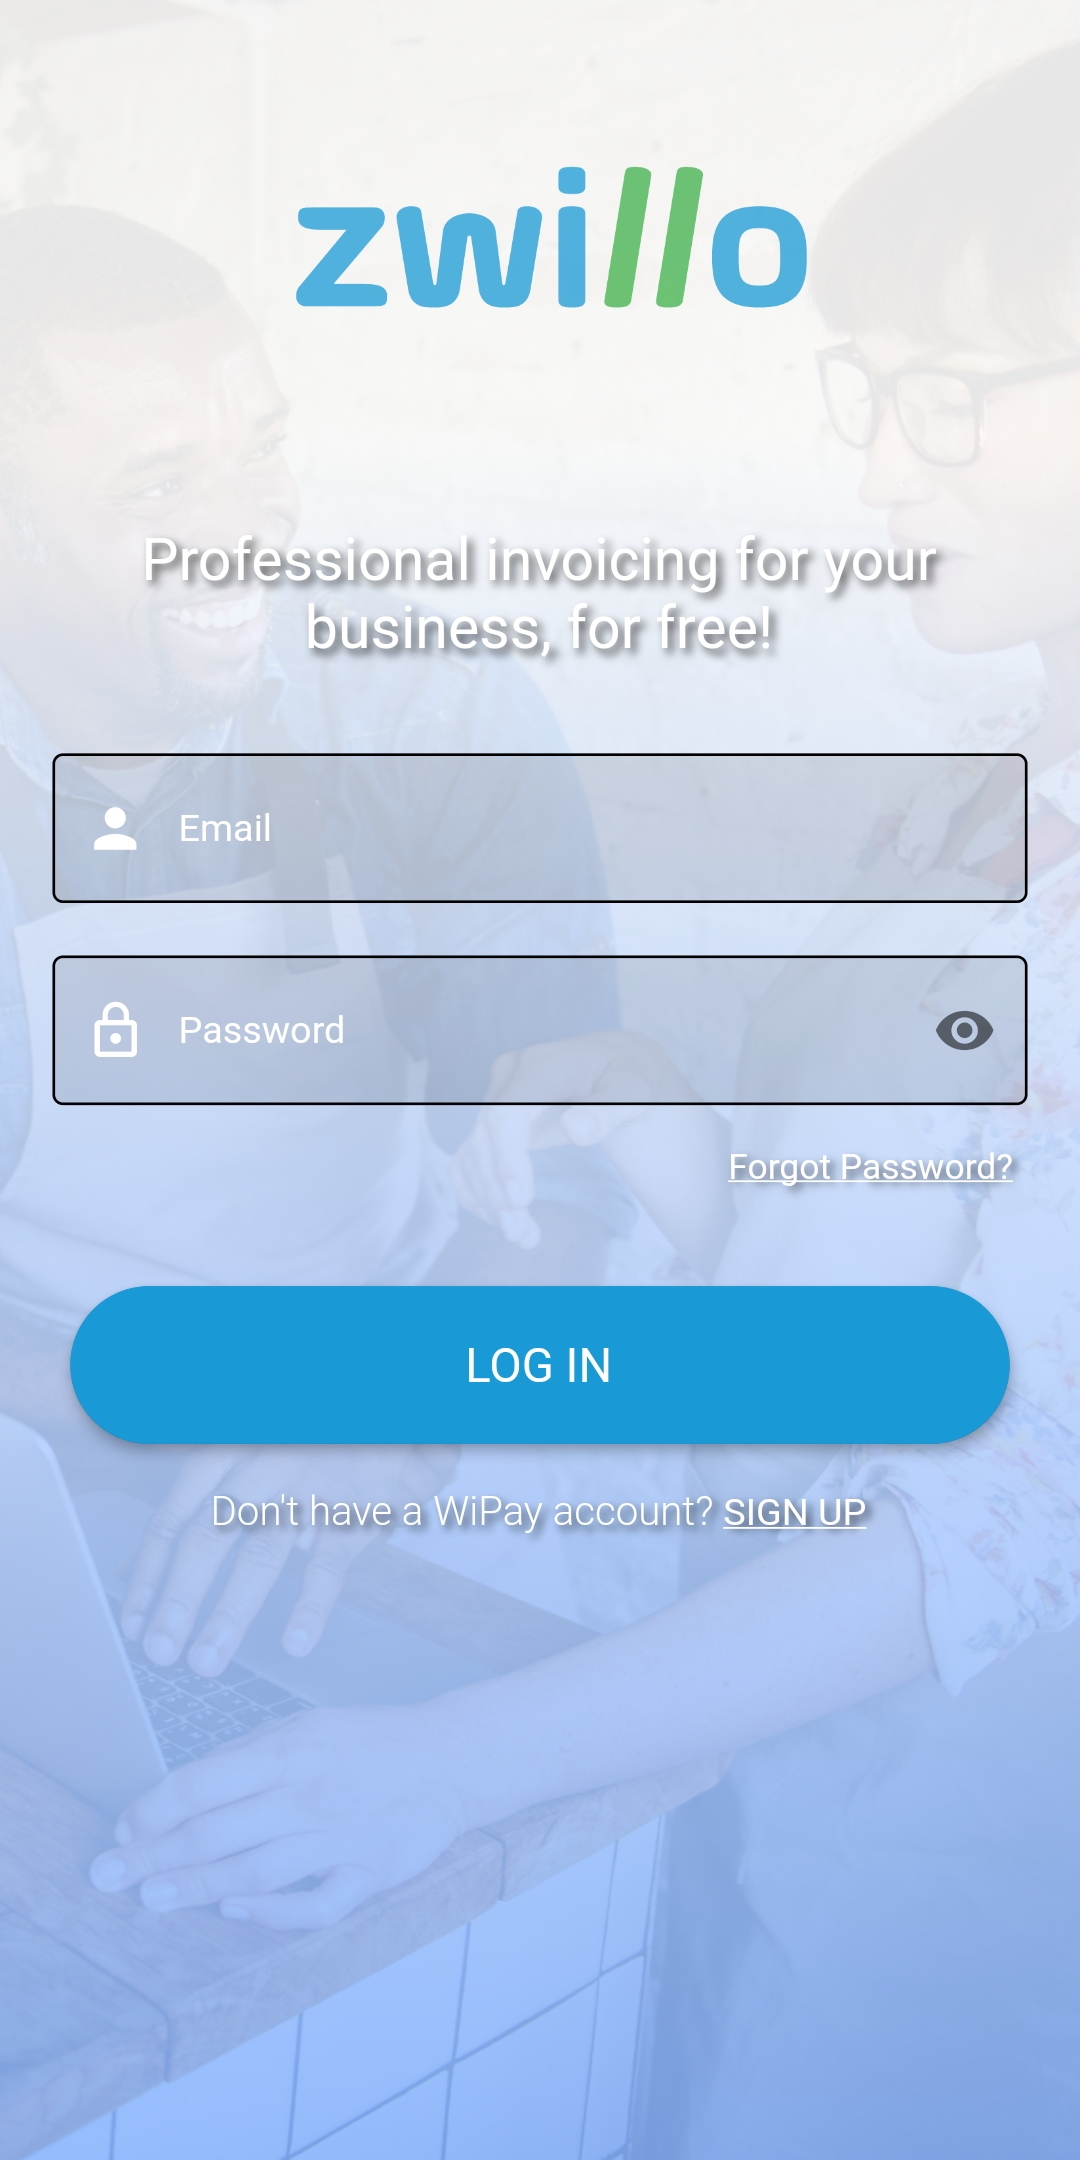 zwillo
Professional invoicing for your
business, for free!
Email
Password
Forgot Password?
LOG IN
Don't have a WiPay account? SIGN UP